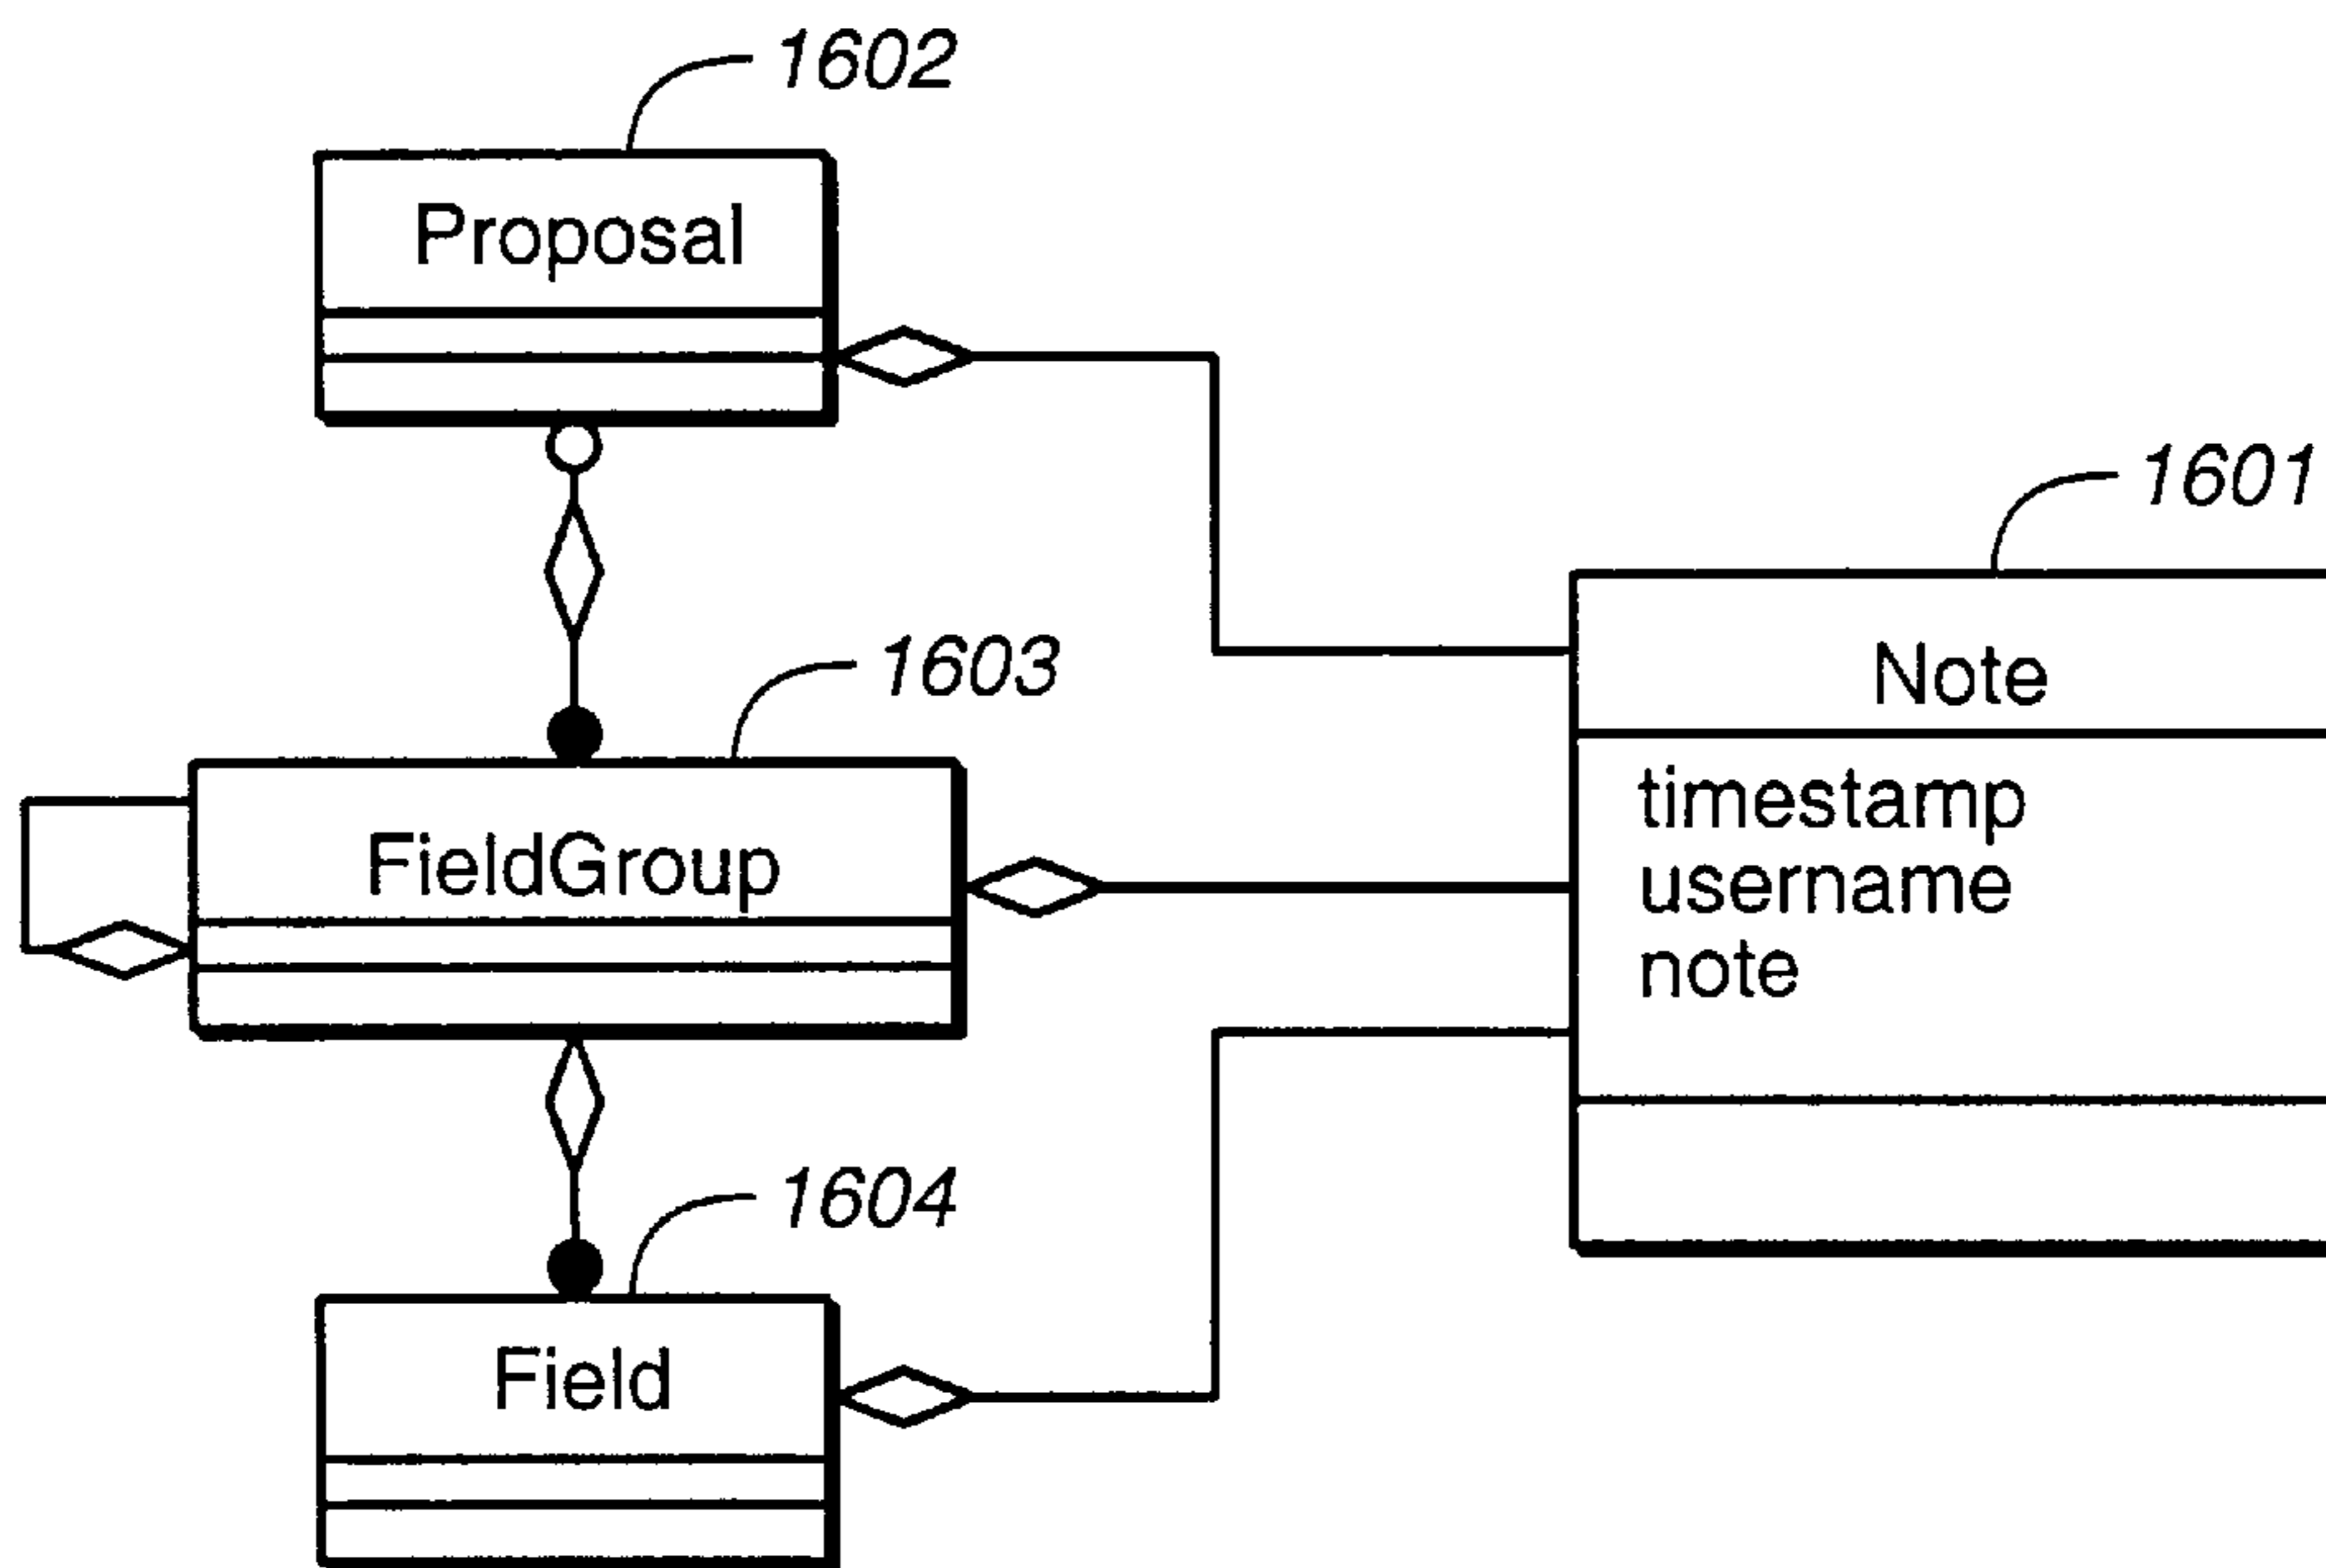 1602
Proposal
1601
Note
1603
timestamp
FieldGroup
username
note
1604
Field